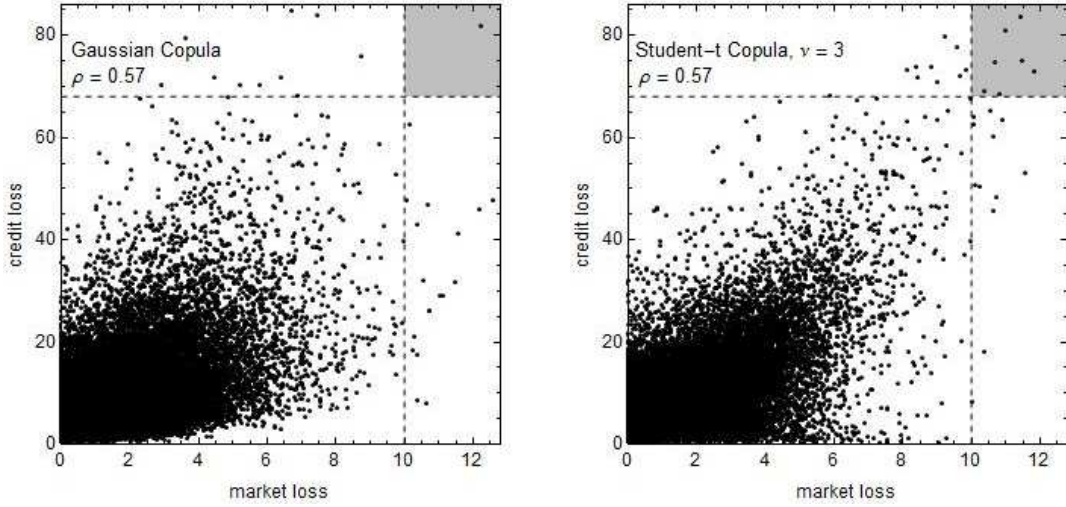 80
60
40
20
0
credit loss
Gaussian Copula
ρ = 0.57
0 2 4 6 8 10 12
market loss
80
60
40
20
0
credit loss
Student-t Copula, ν = 3
ρ = 0.57
0 2 4 6 8 10 12
market loss